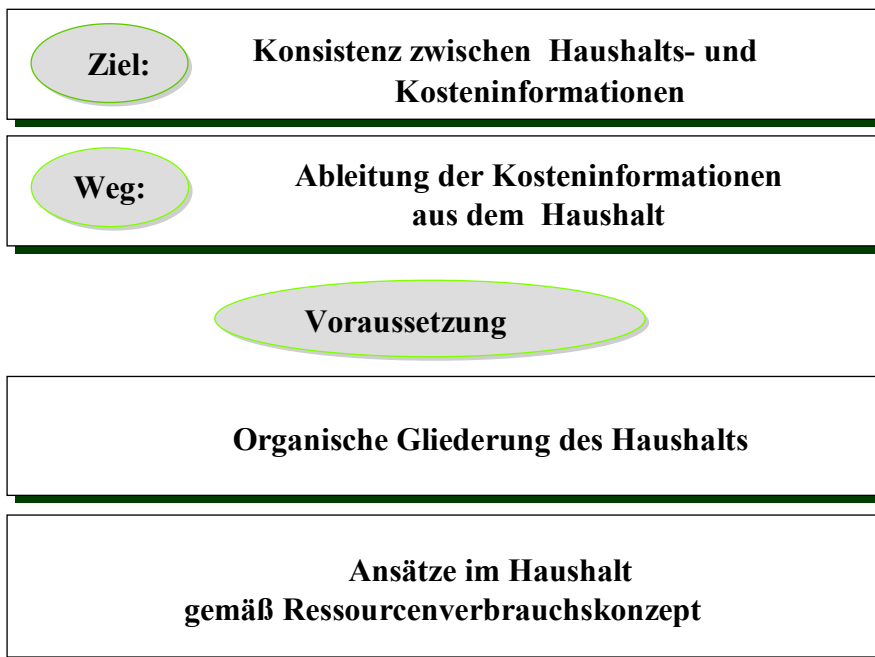 Ziel: Konsistenz zwischen Haushalts- und
Kosteninformationen
Weg: Ableitung der Kosteninformationen
aus dem Haushalt
Voraussetzung
Organische Gliederung des Haushalts
Ansätze im Haushalt
gemäß Ressourcenverbrauchskonzept